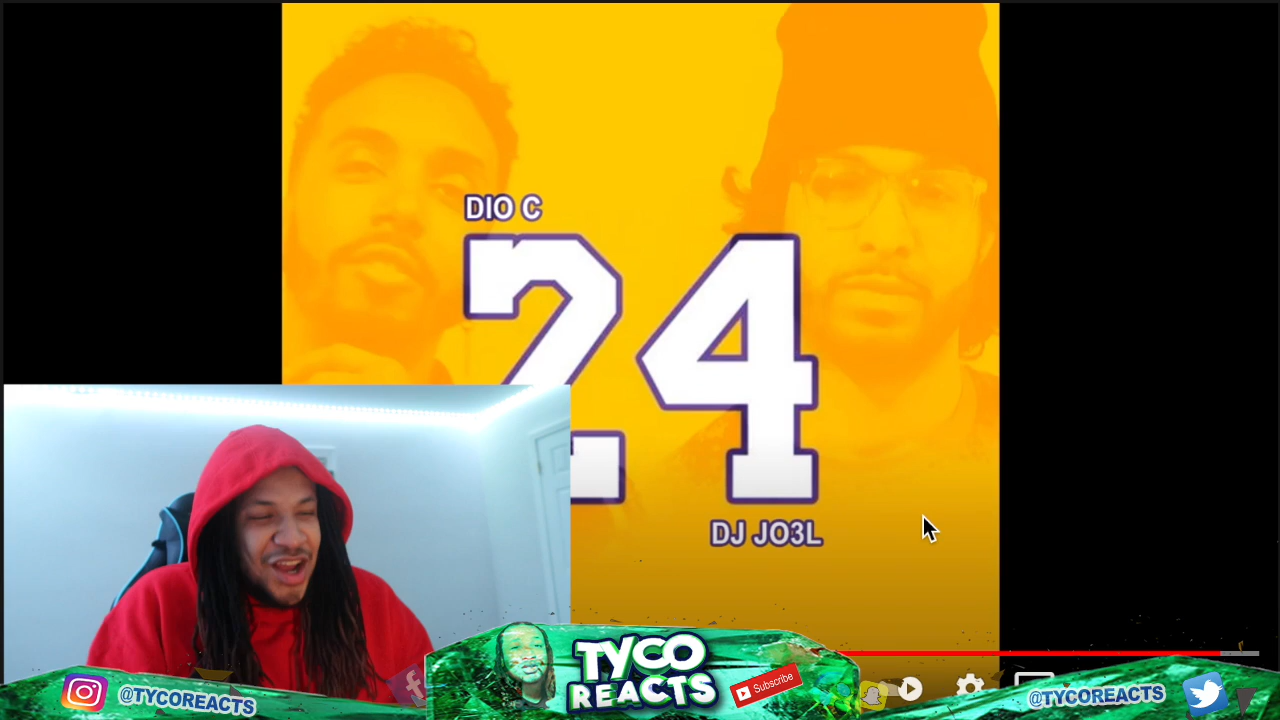 DIO C
24
DJ JO3L
@TYCOREACTS
TYCO
REACTS
Subscribe
@TYCOREACTS